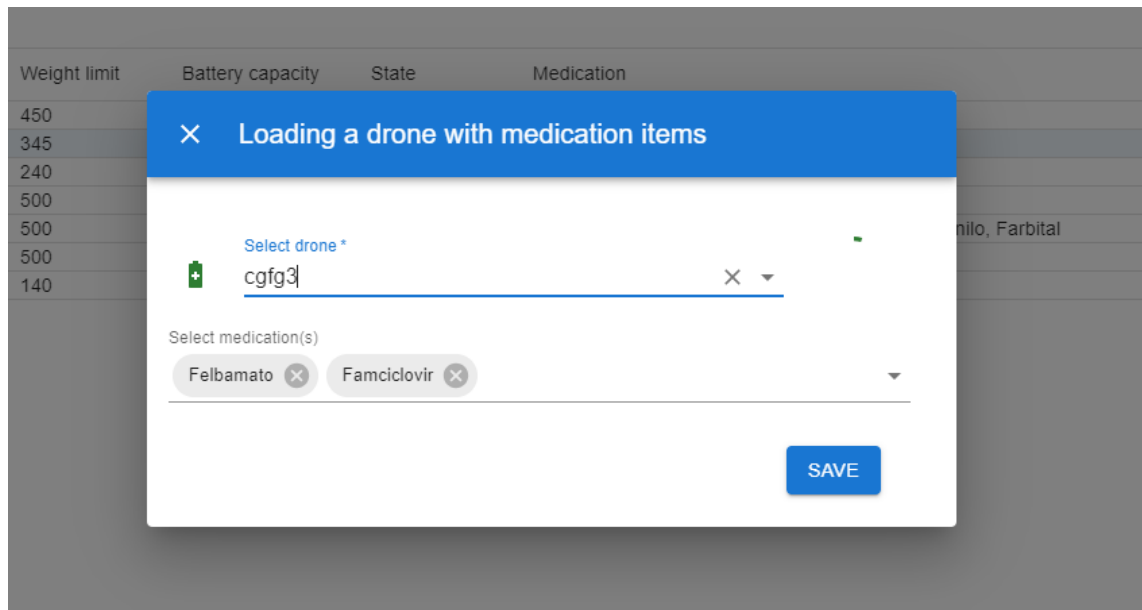 Weight limit Battery capacity State Medication
450
Loading a drone with medication items
345
240
500
500 nilo, Farbital
Select drone *
500
cgfg3
140
Select medication(s)
Felbamato Famciclovir
SAVE